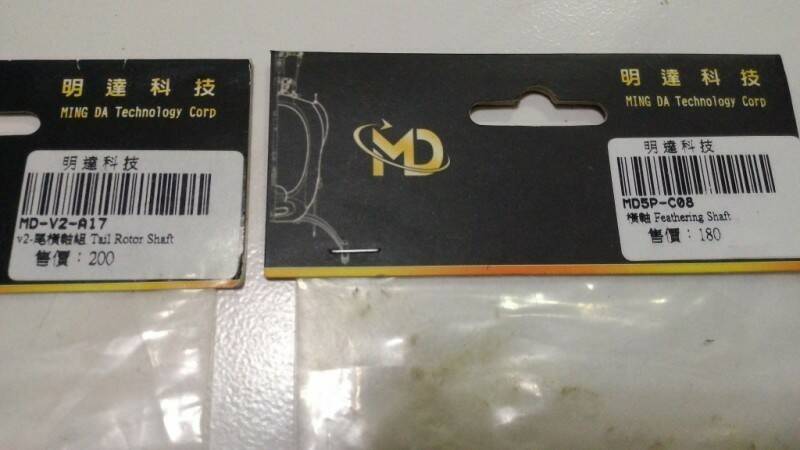 明達科技
MING DA Technology Corp
明達科技
MD-V2-A17
v2-尾橫軸組 Tail Rotor Shaft
售價：200
明達科技
MING DA Technology Corp
MD
明達科技
MD5P-C08
橫軸 Feathering Shaft
售價：180